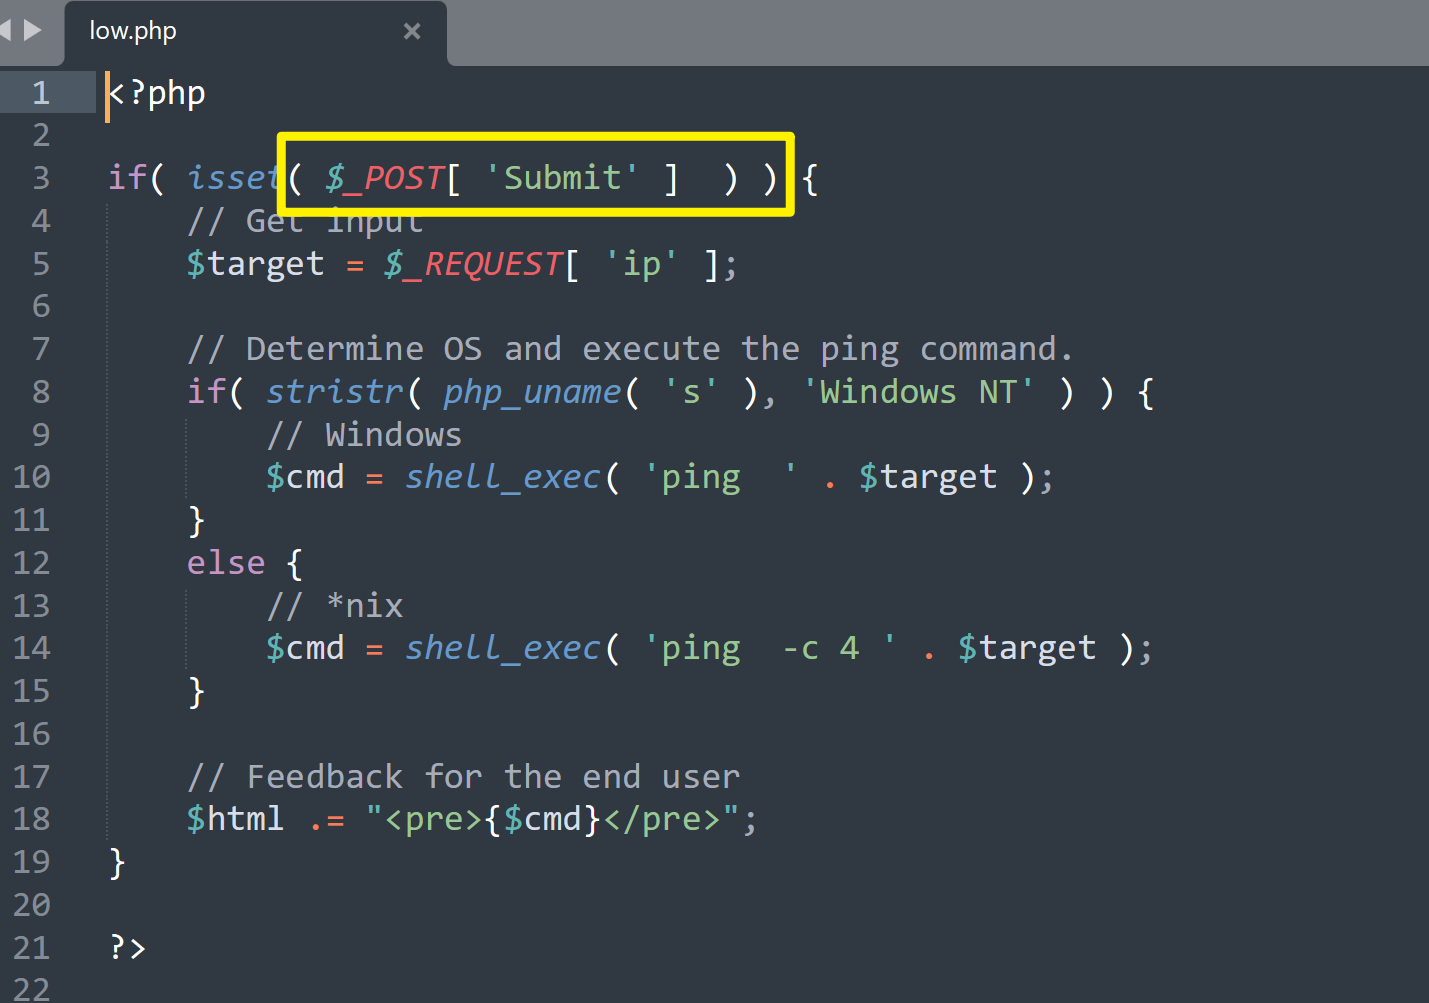 low.php ×
1 <?php
2
3 if( isset( $_POST[ 'Submit' ]  ) ) {
4     // Get input
5     $target = $_REQUEST[ 'ip' ];
6
7     // Determine OS and execute the ping command.
8     if( stristr( php_uname( 's' ), 'Windows NT' ) ) {
9         // Windows
10         $cmd = shell_exec( 'ping  ' . $target );
11     }
12     else {
13         // *nix
14         $cmd = shell_exec( 'ping  -c 4 ' . $target );
15     }
16
17     // Feedback for the end user
18     $html .= "<pre>{$cmd}</pre>";
19 }
20
21 ?>
22